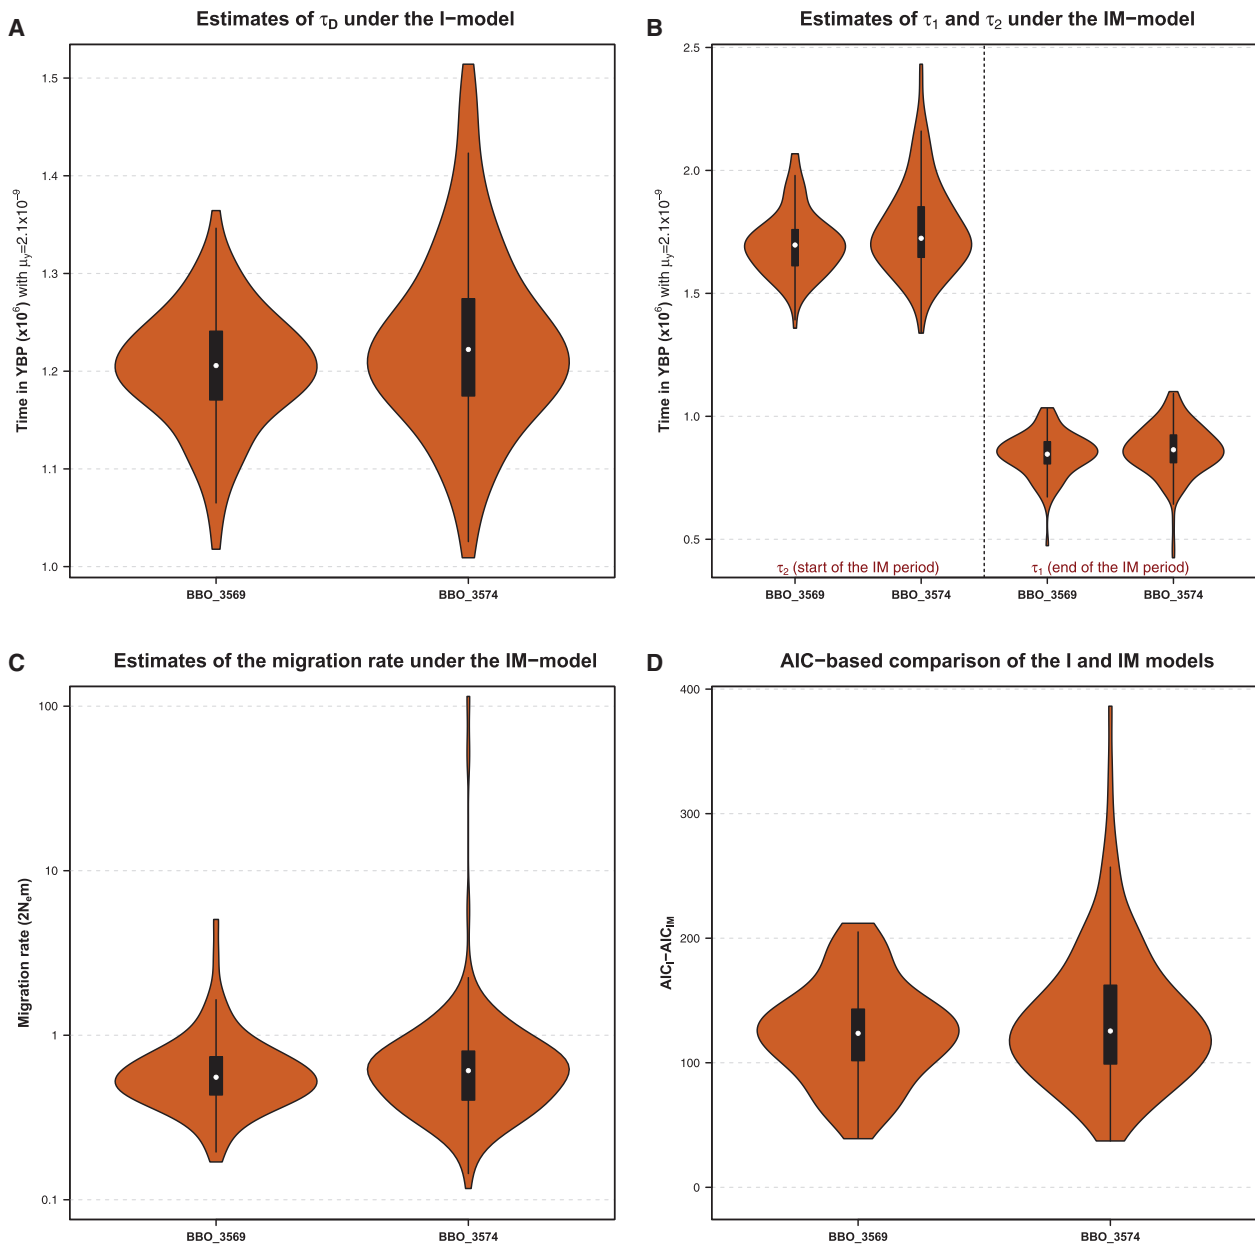 A
Estimates of τD under the I−model
Time in YBP (x10⁶) with μy=2.1x10⁻⁹
1.5
1.4
1.3
1.2
1.1
1.0
BBO_3569
BBO_3574
B
Estimates of τ1 and τ2 under the IM−model
Time in YBP (x10⁶) with μy=2.1x10⁻⁹
2.5
2.0
1.5
1.0
0.5
τ2 (start of the IM period)
τ1 (end of the IM period)
BBO_3569
BBO_3574
BBO_3569
BBO_3574
C
Estimates of the migration rate under the IM−model
Migration rate (2Nem)
100
10
1
0.1
BBO_3569
BBO_3574
D
AIC−based comparison of the I and IM models
AICI−AICIM
400
300
200
100
0
BBO_3569
BBO_3574